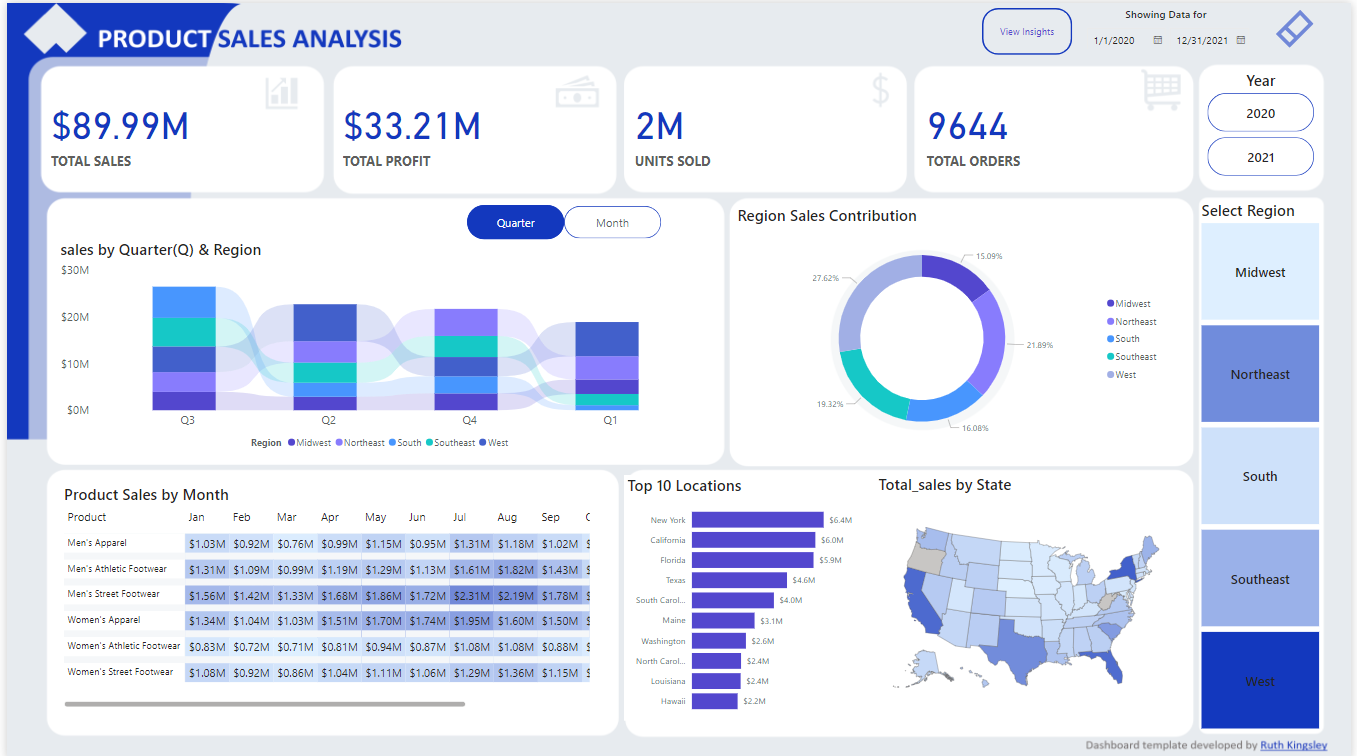 PRODUCT SALES ANALYSIS
View Insights
Showing Data for
1/1/2020 12/31/2021
$89.99M
TOTAL SALES
$33.21M
TOTAL PROFIT
$
2M
UNITS SOLD
9644
TOTAL ORDERS
Year
2020
2021
Quarter
Month
sales by Quarter(Q) & Region
$30M
$20M
$10M
$0M
Q3 Q2 Q4 Q1
Region Midwest Northeast South Southeast West
Region Sales Contribution
15.09%
21.89%
16.08%
19.32%
27.62%
Midwest
Northeast
South
Southeast
West
Select Region
Midwest
Northeast
South
Southeast
West
Product Sales by Month
Product Jan Feb Mar Apr May Jun Jul Aug Sep
Men's Apparel $1.03M $0.92M $0.76M $0.99M $1.15M $0.95M $1.31M $1.18M $1.02M $
Men's Athletic Footwear $1.31M $1.09M $0.99M $1.19M $1.29M $1.13M $1.61M $1.82M $1.43M $
Men's Street Footwear $1.56M $1.42M $1.33M $1.68M $1.86M $1.72M $2.31M $2.19M $1.78M $
Women's Apparel $1.34M $1.04M $1.03M $1.51M $1.70M $1.74M $1.95M $1.60M $1.50M $
Women's Athletic Footwear $0.83M $0.72M $0.71M $0.81M $0.94M $0.87M $1.08M $1.08M $0.88M $
Women's Street Footwear $1.08M $0.92M $0.86M $1.04M $1.11M $1.06M $1.29M $1.36M $1.15M $
Top 10 Locations
New York $6.4M
California $6.0M
Florida $5.9M
Texas $4.6M
South Carol... $4.0M
Maine $3.1M
Washington $2.6M
North Carol... $2.4M
Louisiana $2.4M
Hawaii $2.2M
Total_sales by State
Dashboard template developed by Ruth Kingsley